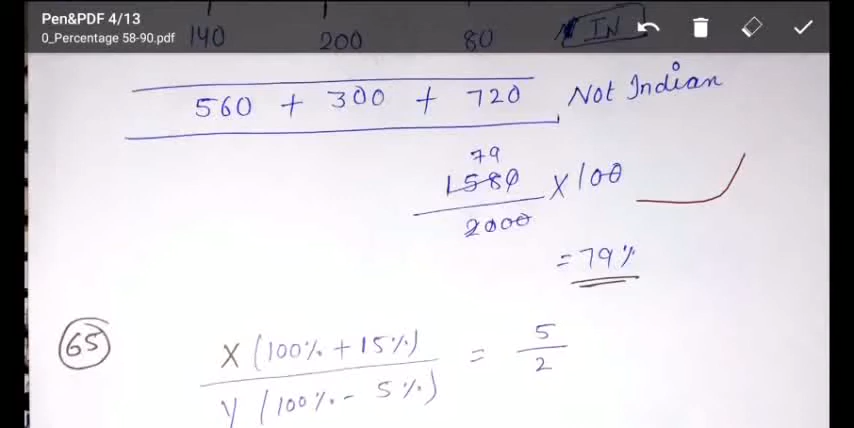 Pen&PDF 4/13
0_Percentage 58-90.pdf
140 200 80 IN
560 + 300 + 720 Not Indian
79
1580 × 100
2000
= 79%
65
X (100% + 15%) = 5
Y (100% - 5%) 2